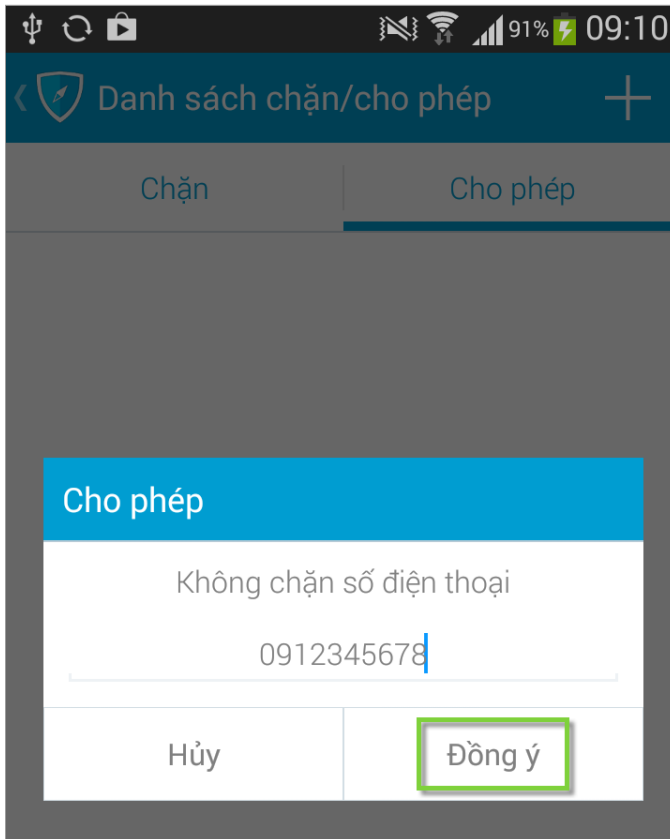 91% 09:10
Danh sách chặn/cho phép
Chặn Cho phép
Cho phép
Không chặn số điện thoại
0912345678
Hủy Đồng ý